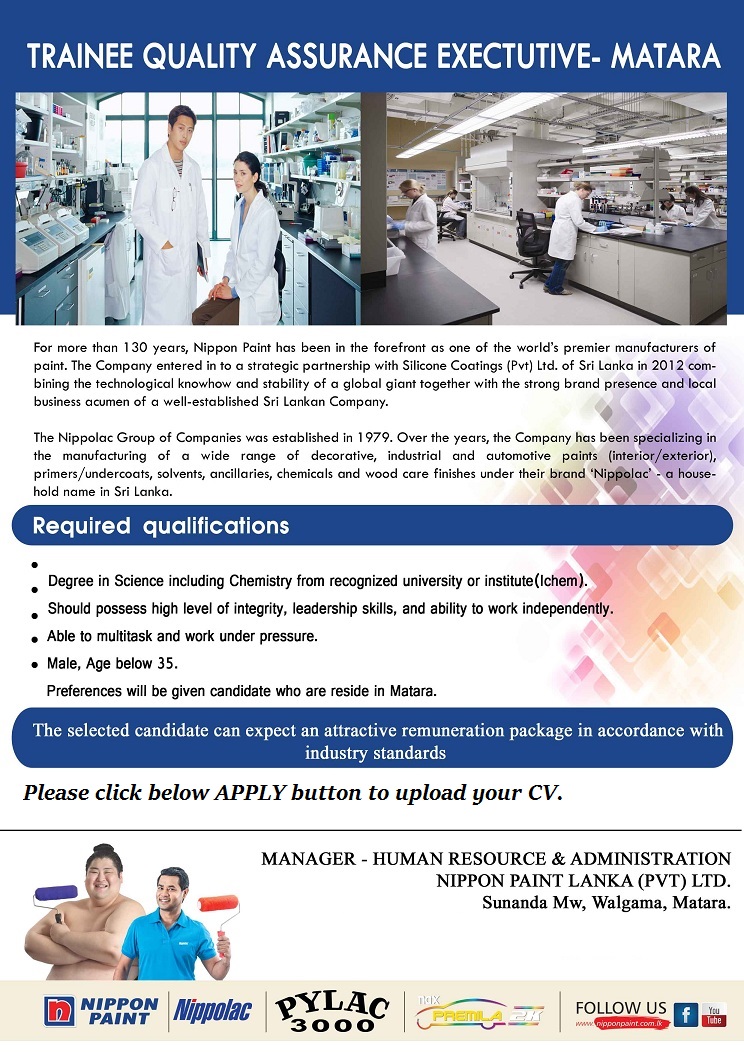 TRAINEE QUALITY ASSURANCE EXECTUTIVE- MATARA
For more than 130 years, Nippon Paint has been in the forefront as one of the world's premier manufacturers of
paint. The Company entered in to a strategic partnership with Silicone Coatings (Pvt) Ltd. of Sri Lanka in 2012 com-
bining the technological knowhow and stability of a global giant together with the strong brand presence and local
business acumen of a well-established Sri Lankan Company.
The Nippolac Group of Companies was established in 1979. Over the years, the Company has been specializing in
the manufacturing of a wide range of decorative, industrial and automotive paints (interior/exterior),
primers/undercoats, solvents, ancillaries, chemicals and wood care finishes under their brand 'Nippolac' - a house-
hold name in Sri Lanka.
Required qualifications
Degree in Science including Chemistry from recognized university or institute(Ichem).
Should possess high level of integrity, leadership skills, and ability to work independently.
Able to multitask and work under pressure.
Male, Age below 35.
Preferences will be given candidate who are reside in Matara.
The selected candidate can expect an attractive remuneration package in accordance with
industry standards
Please click below APPLY button to upload your CV.
MANAGER - HUMAN RESOURCE & ADMINISTRATION
NIPPON PAINT LANKA (PVT) LTD.
Sunanda Mw, Walgama, Matara.
n NIPPON
PAINT
Nippolac
PYLAC
3000
nax
PREMILA 2K
FOLLOW US
www.nipponpaint.com.lk
f
You
Tube